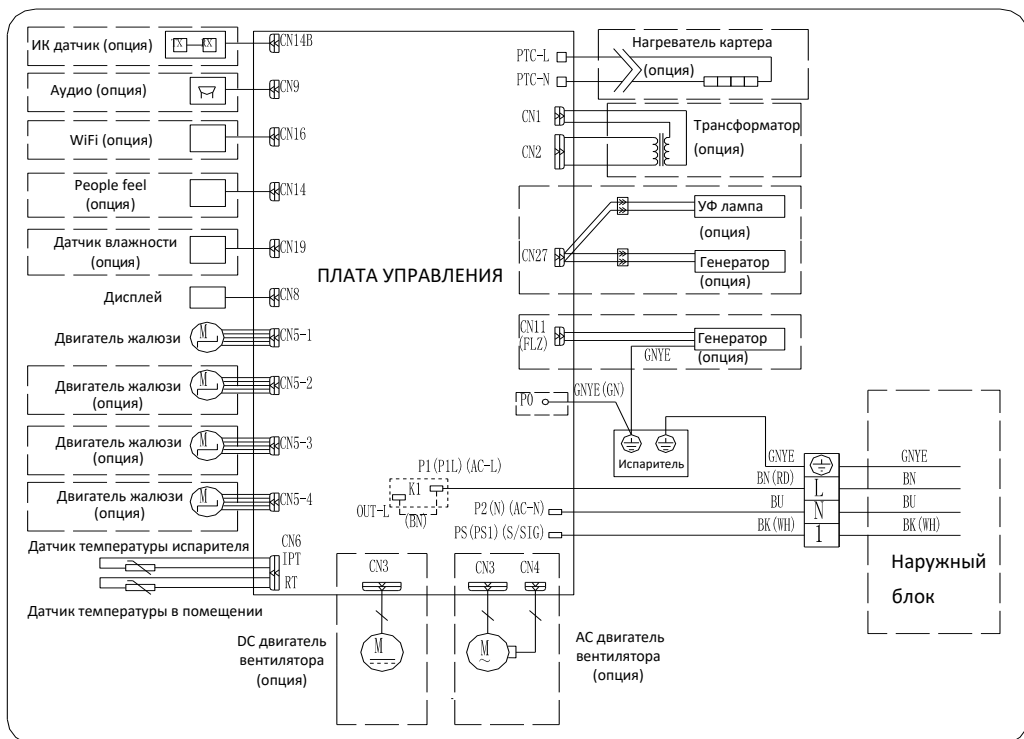 ИК датчик (опция)
TX
RX
CN14B
Аудио (опция)
CN9
WiFi (опция)
CN16
People feel
(опция)
CN14
Датчик влажности
(опция)
CN19
Дисплей
CN8
Двигатель жалюзи
M
CN5-1
Двигатель жалюзи
(опция)
M
CN5-2
Двигатель жалюзи
(опция)
M
CN5-3
Двигатель жалюзи
(опция)
M
CN5-4
Датчик температуры испарителя
CN6
IPT
RT
Датчик температуры в помещении
ПЛАТА УПРАВЛЕНИЯ
PTC-L
PTC-N
Нагреватель картера
(опция)
CN1
CN2
Трансформатор
(опция)
CN27
УФ лампа
(опция)
Генератор
(опция)
CN11
(FLZ)
Генератор
(опция)
GNYE
P0
GNYE(GN)
Испаритель
P1(P1L)(AC-L)
K1
OUT-L
(BN)
P2(N)(AC-N)
PS(PS1)(S/SIG)
GNYE
BN(RD)
BU
BK(WH)
L
N
1
GNYE
BN
BU
BK(WH)
Наружный
блок
CN3
M
DC двигатель
вентилятора
(опция)
CN3
CN4
M
~
AC двигатель
вентилятора
(опция)